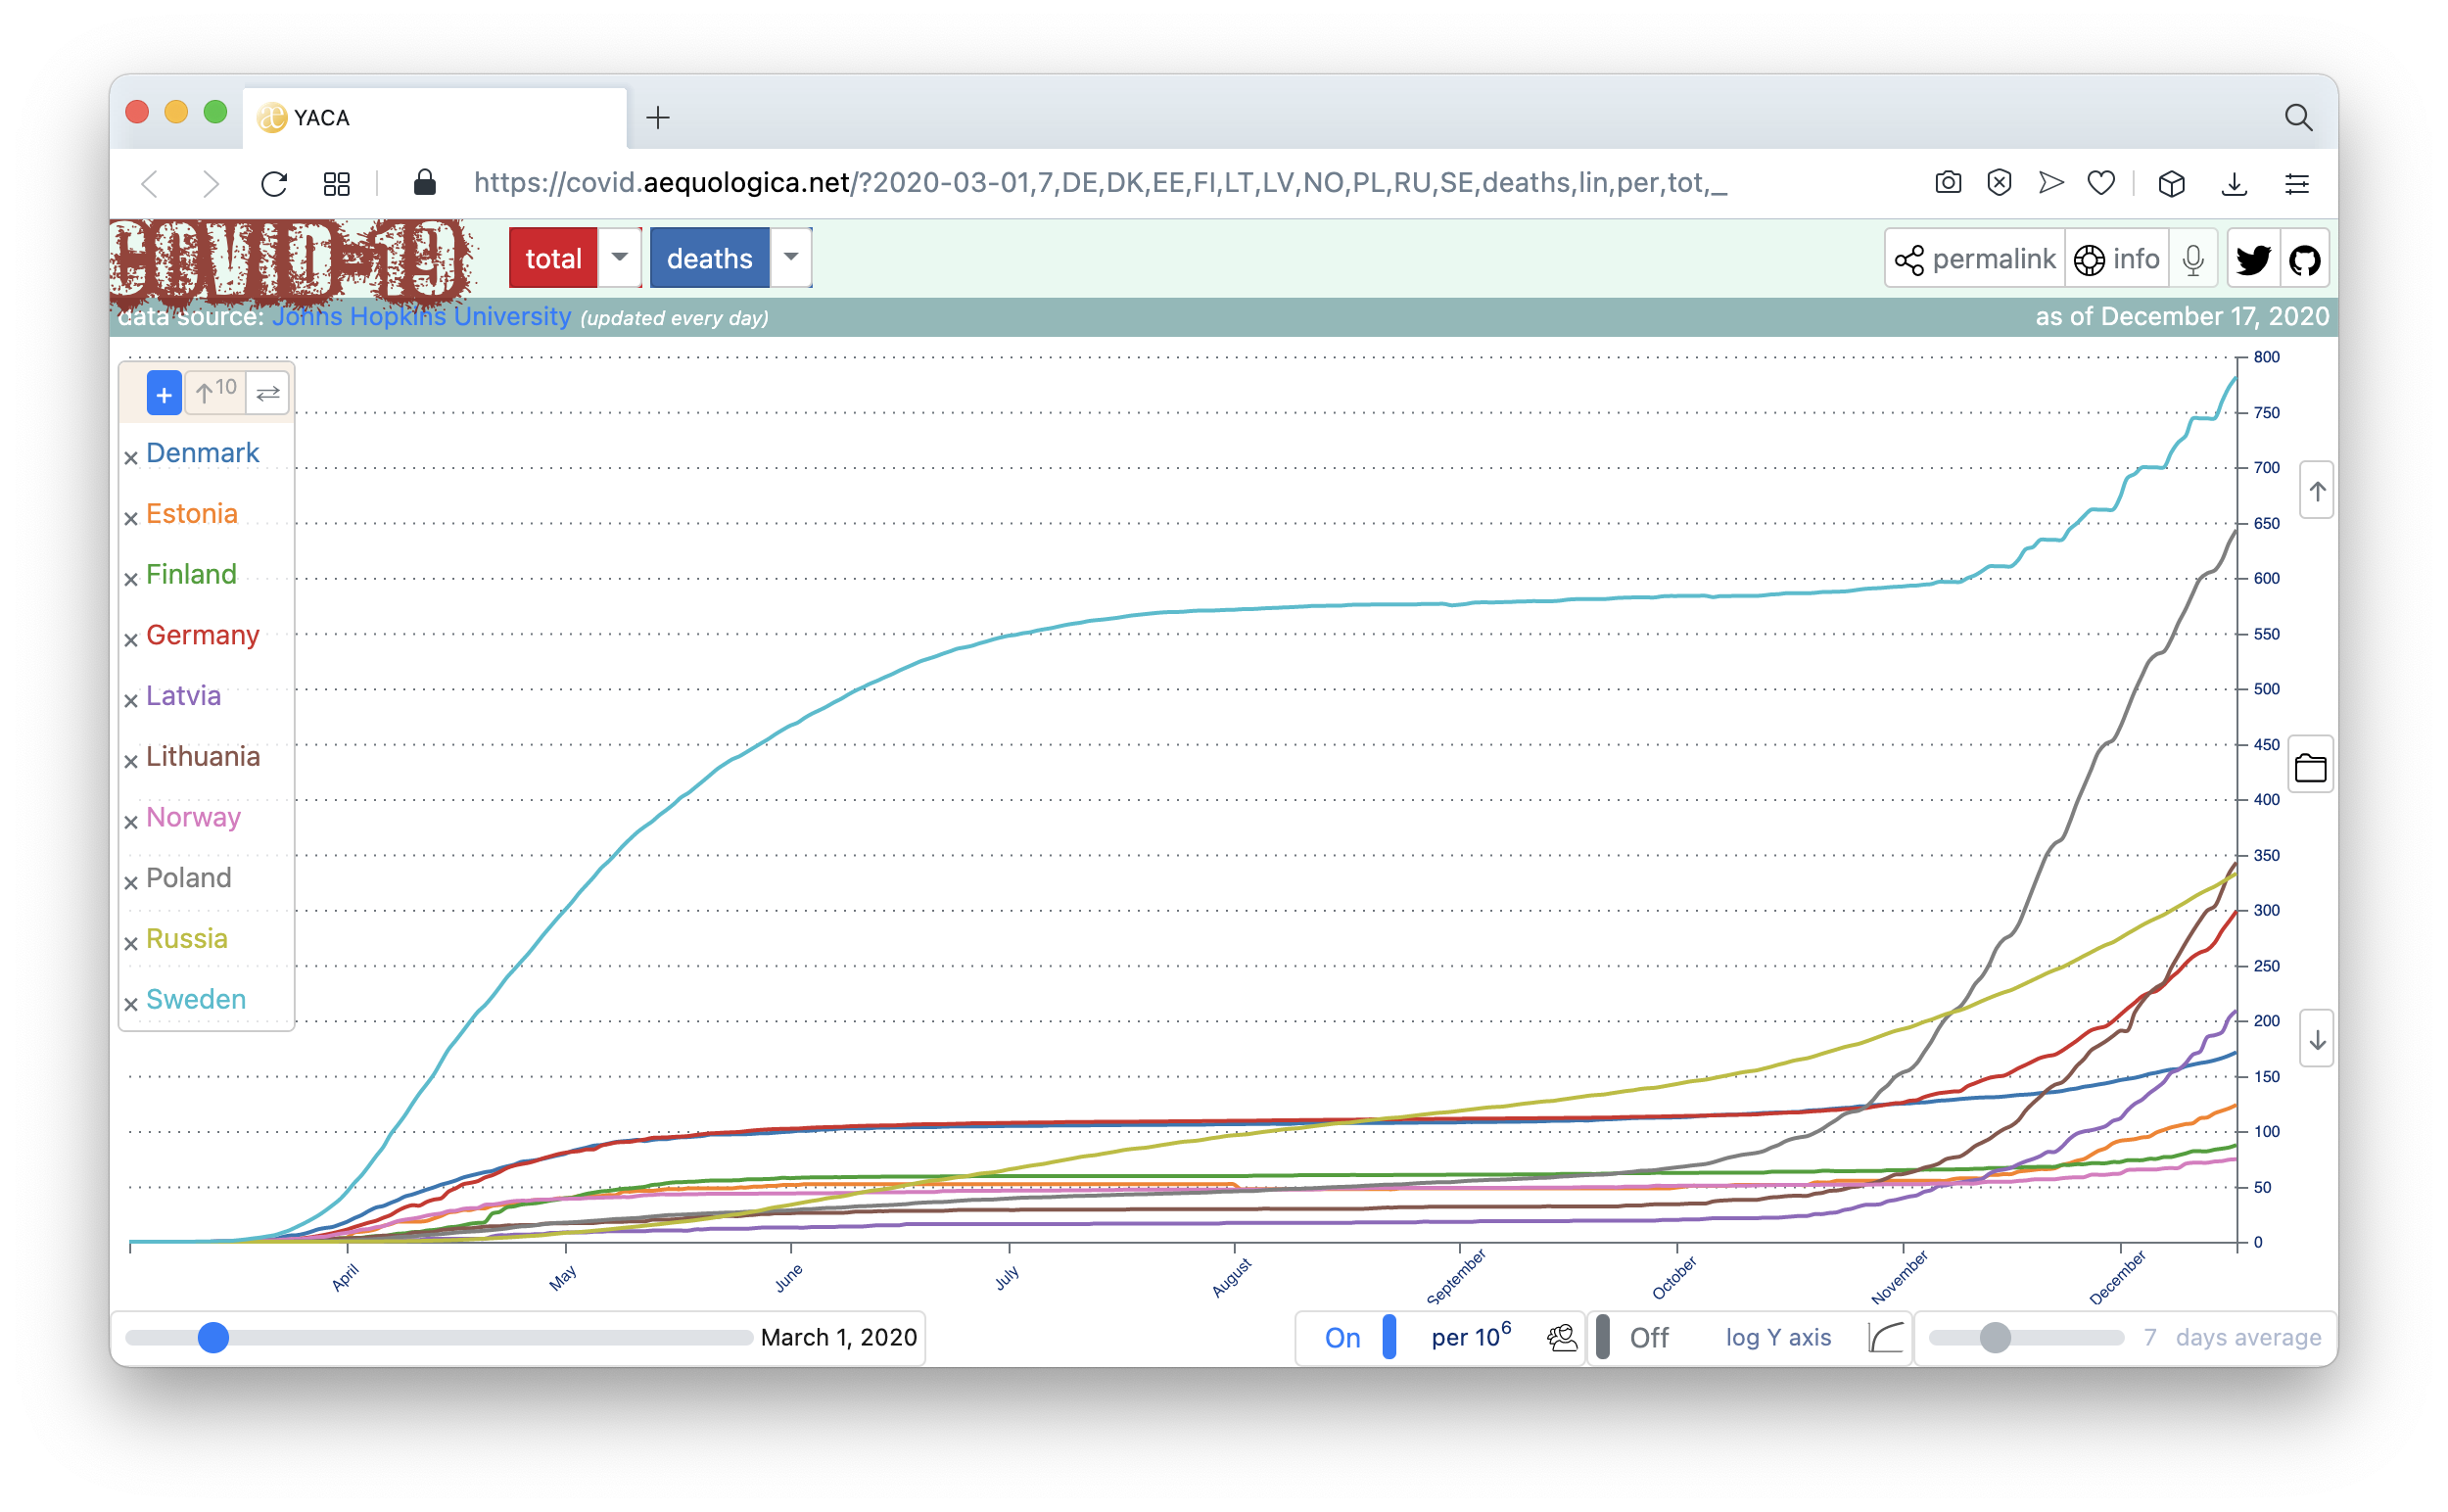 YACA
https://covid.aequologica.net/?2020-03-01,7,DE,DK,EE,FI,LT,LV,NO,PL,RU,SE,deaths,lin,per,tot,_
COVID-19
total
deaths
permalink
info
data source: Johns Hopkins University (updated every day)
as of December 17, 2020
+
↑10
Denmark
Estonia
Finland
Germany
Latvia
Lithuania
Norway
Poland
Russia
Sweden
800
750
700
650
600
550
500
450
400
350
300
250
200
150
100
50
0
April
May
June
July
August
September
October
November
December
March 1, 2020
On
per 10⁶
Off
log Y axis
7 days average